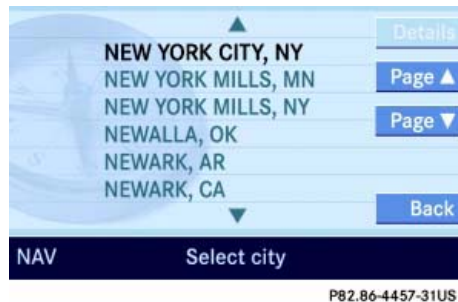 Details
NEW YORK CITY, NY
NEW YORK MILLS, MN
Page ▲
NEW YORK MILLS, NY
Page ▼
NEWALLA, OK
NEWARK, AR
NEWARK, CA
Back
NAV Select city
P82.86-4457-31US